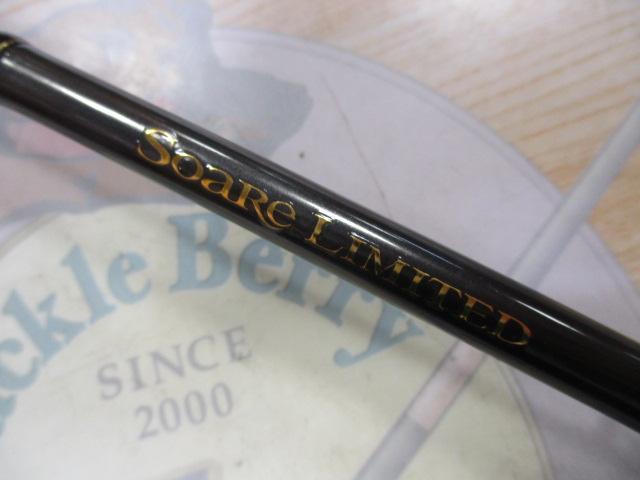 Soare LIMITED
ckle Berry
SINCE
2000